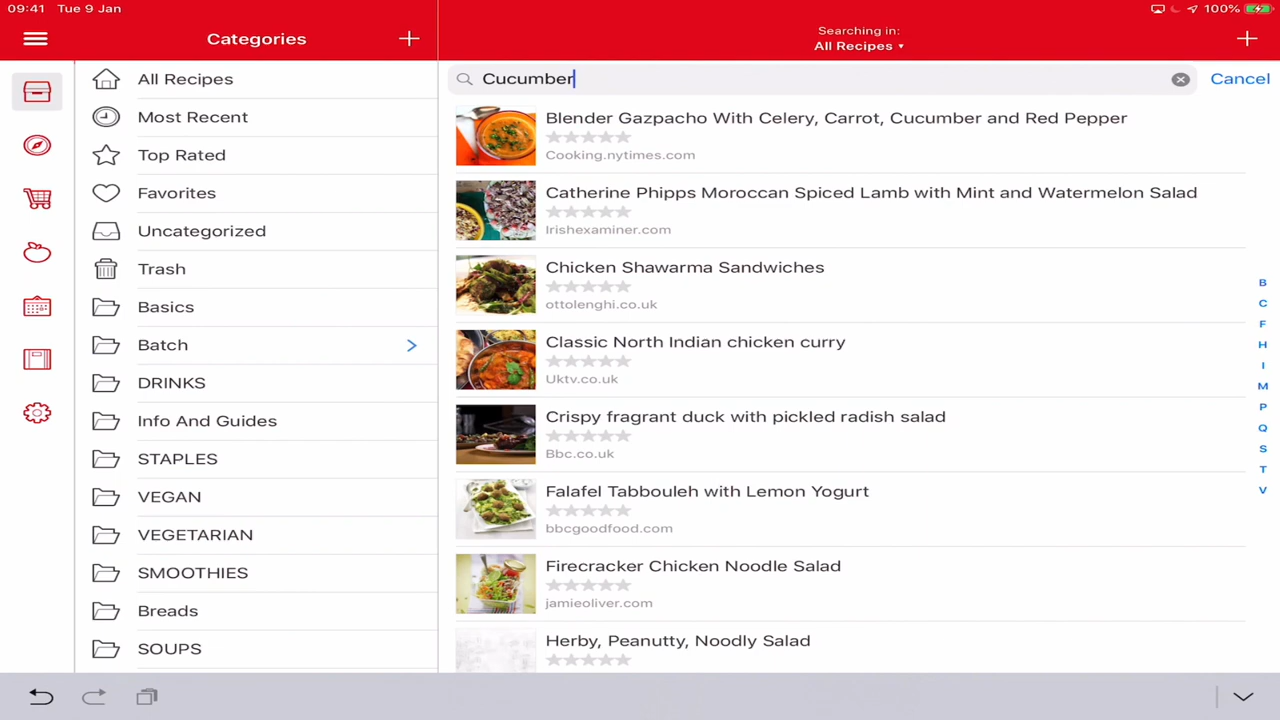 09:41 Tue 9 Jan
100%
Categories
Searching in:
All Recipes ▾
Cucumber
Cancel
All Recipes
Most Recent
Top Rated
Favorites
Uncategorized
Trash
Basics
Batch
DRINKS
Info And Guides
STAPLES
VEGAN
VEGETARIAN
SMOOTHIES
Breads
SOUPS
Blender Gazpacho With Celery, Carrot, Cucumber and Red Pepper
Cooking.nytimes.com
Catherine Phipps Moroccan Spiced Lamb with Mint and Watermelon Salad
Irishexaminer.com
Chicken Shawarma Sandwiches
ottolenghi.co.uk
Classic North Indian chicken curry
Uktv.co.uk
Crispy fragrant duck with pickled radish salad
Bbc.co.uk
Falafel Tabbouleh with Lemon Yogurt
bbcgoodfood.com
Firecracker Chicken Noodle Salad
jamieoliver.com
Herby, Peanutty, Noodly Salad
B
C
F
H
I
M
P
Q
S
T
V